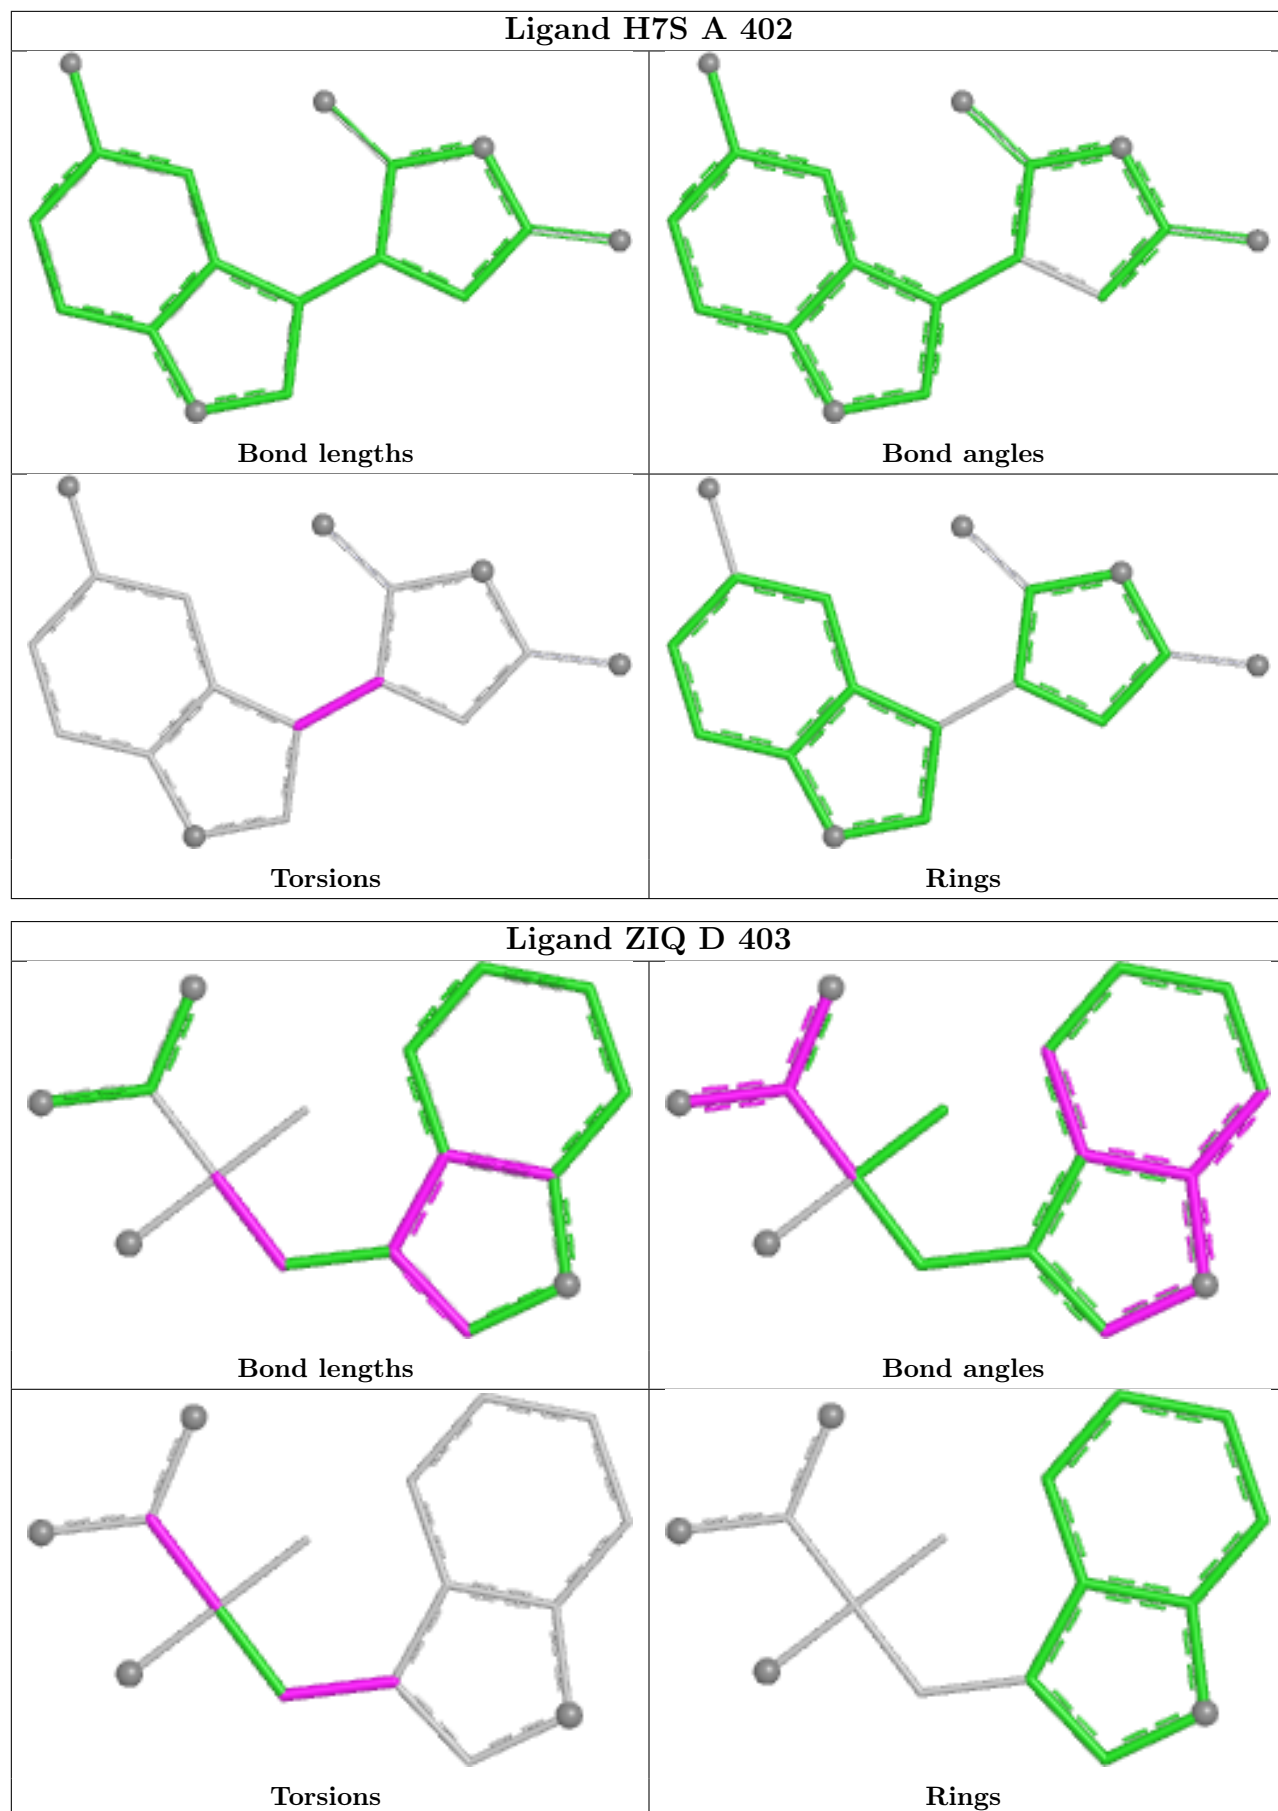 Ligand H7S A 402
Bond lengths
Bond angles
Torsions
Rings
Ligand ZIQ D 403
Bond lengths
Bond angles
Torsions
Rings